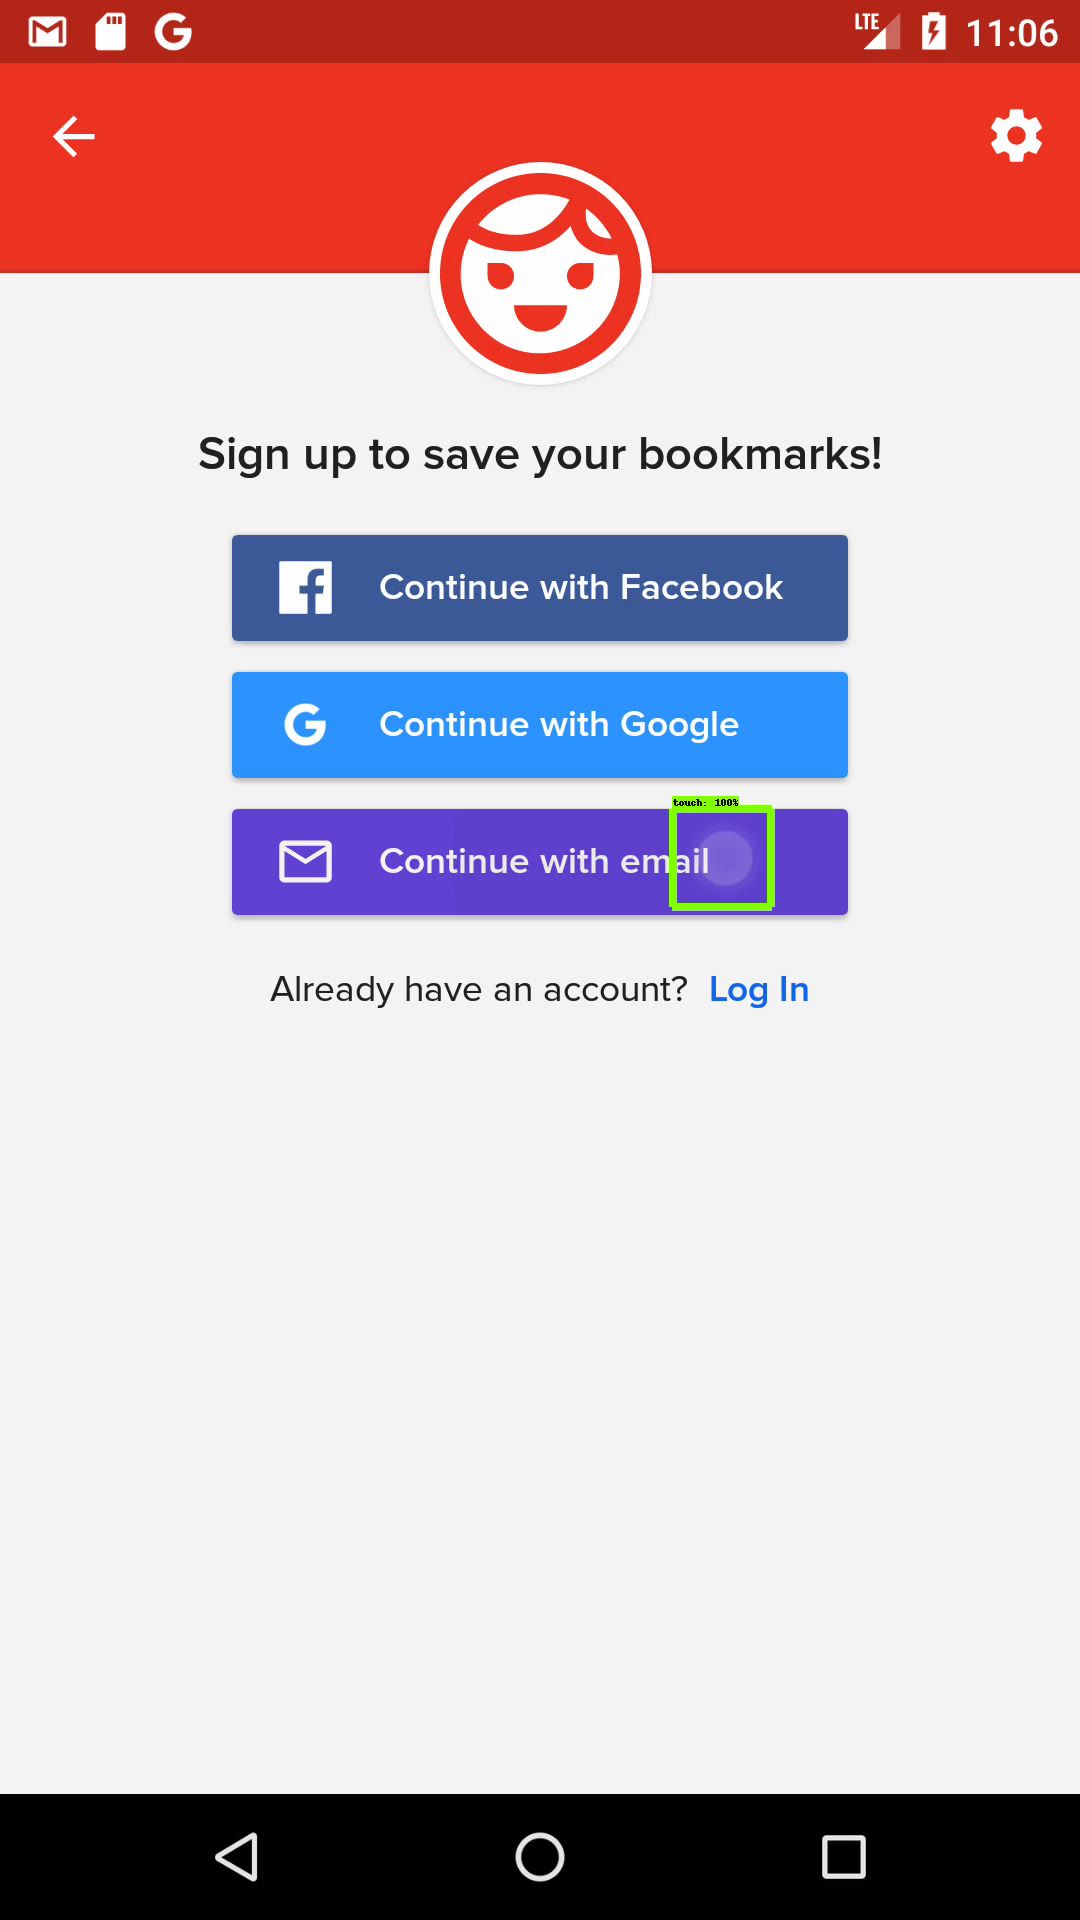 LTE 11:06
Sign up to save your bookmarks!
Continue with Facebook
Continue with Google
touch: 100%
Continue with email
Already have an account? Log In